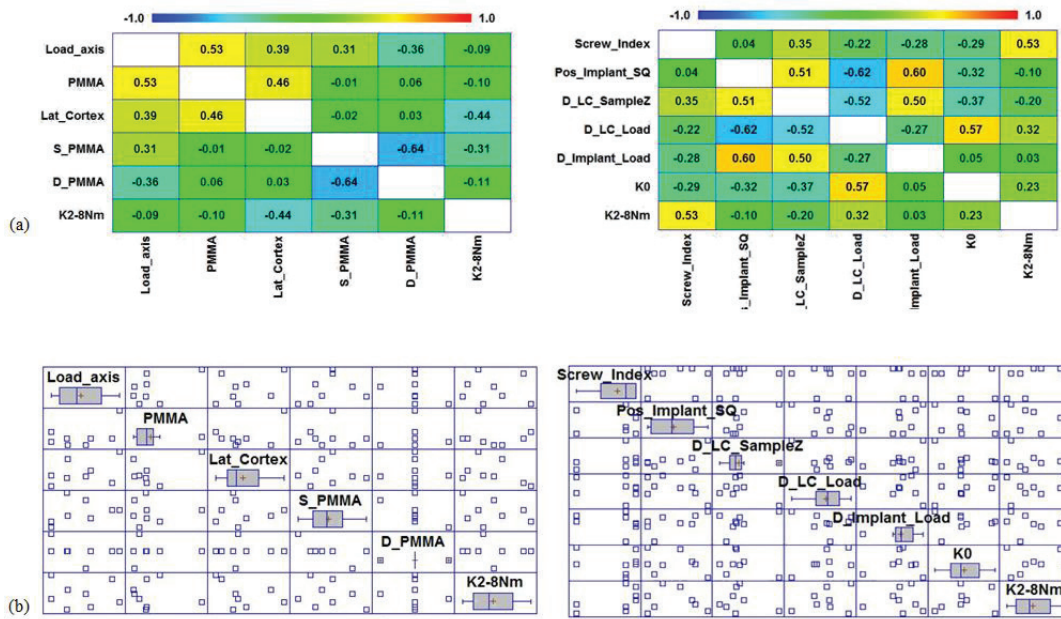 -1.0 1.0
Load_axis 0.53 0.39 0.31 -0.36 -0.09
PMMA 0.53 0.46 -0.01 0.06 -0.10
Lat_Cortex 0.39 0.46 -0.02 0.03 -0.44
S_PMMA 0.31 -0.01 -0.02 -0.64 -0.31
D_PMMA -0.36 0.06 0.03 -0.64 -0.11
K2-8Nm -0.09 -0.10 -0.44 -0.31 -0.11
(a)
Load_axis
PMMA
Lat_Cortex
S_PMMA
D_PMMA
K2-8Nm
-1.0 1.0
Screw_Index 0.04 0.35 -0.22 -0.28 -0.29 0.53
Pos_Implant_SQ 0.04 0.51 -0.62 0.60 -0.32 -0.10
D_LC_SampleZ 0.35 0.51 -0.52 0.50 -0.37 -0.20
D_LC_Load -0.22 -0.62 -0.52 -0.27 0.57 0.32
D_Implant_Load -0.28 0.60 0.50 -0.27 0.05 0.03
K0 -0.29 -0.32 -0.37 0.57 0.05 0.23
K2-8Nm 0.53 -0.10 -0.20 0.32 0.03 0.23
Screw_Index
s_Implant_SQ
_LC_SampleZ
D_LC_Load
Implant_Load
K0
K2-8Nm
Load_axis
PMMA
Lat_Cortex
S_PMMA
D_PMMA
K2-8Nm
(b)
Screw_Index
Pos_Implant_SQ
D_LC_SampleZ
D_LC_Load
D_Implant_Load
K0
K2-8Nm